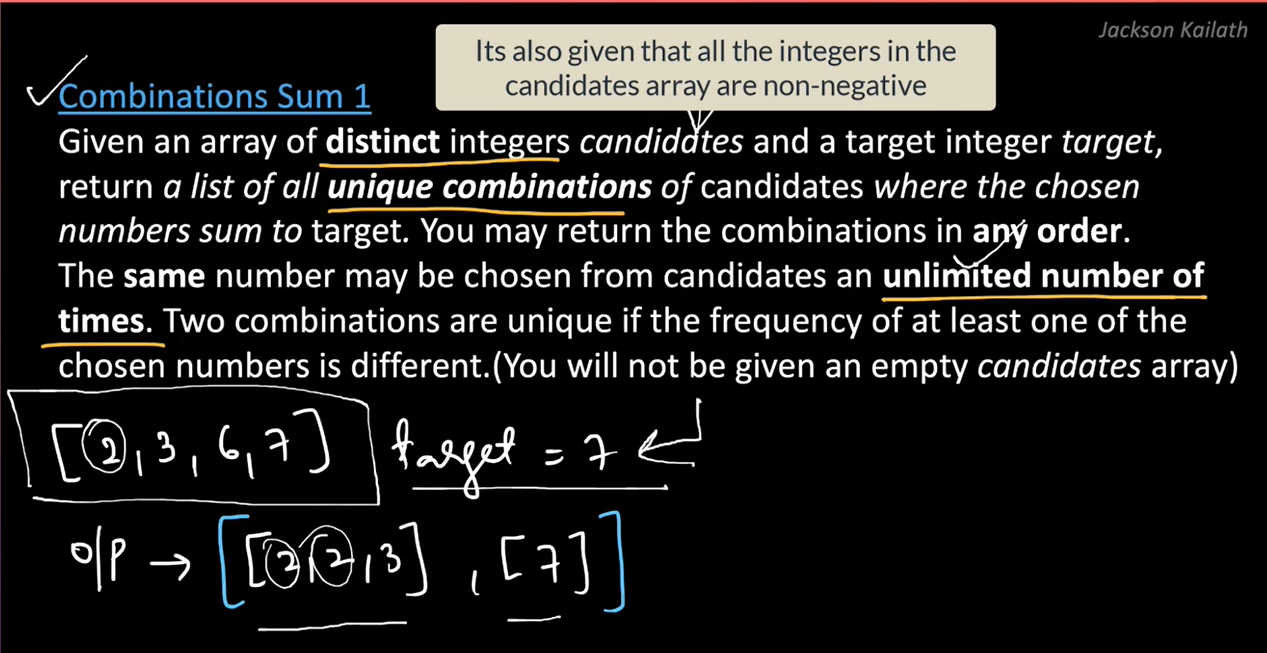 Jackson Kailath
Its also given that all the integers in the
candidates array are non-negative
Combinations Sum 1
Given an array of distinct integers candidates and a target integer target,
return a list of all unique combinations of candidates where the chosen
numbers sum to target. You may return the combinations in any order.
The same number may be chosen from candidates an unlimited number of
times. Two combinations are unique if the frequency of at least one of the
chosen numbers is different.(You will not be given an empty candidates array)
[2, 3, 6, 7] target = 7
o/p → [[2, 2, 3], [7]]